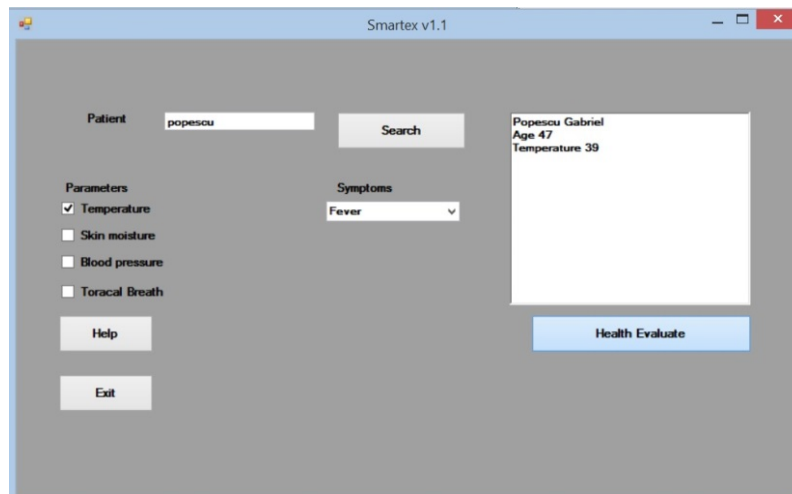 Smartex v1.1
Patient
popescu
Search
Popescu Gabriel
Age 47
Temperature 39
Parameters
Symptoms
Temperature
Fever
Skin moisture
Blood pressure
Toracal Breath
Help
Health Evaluate
Exit